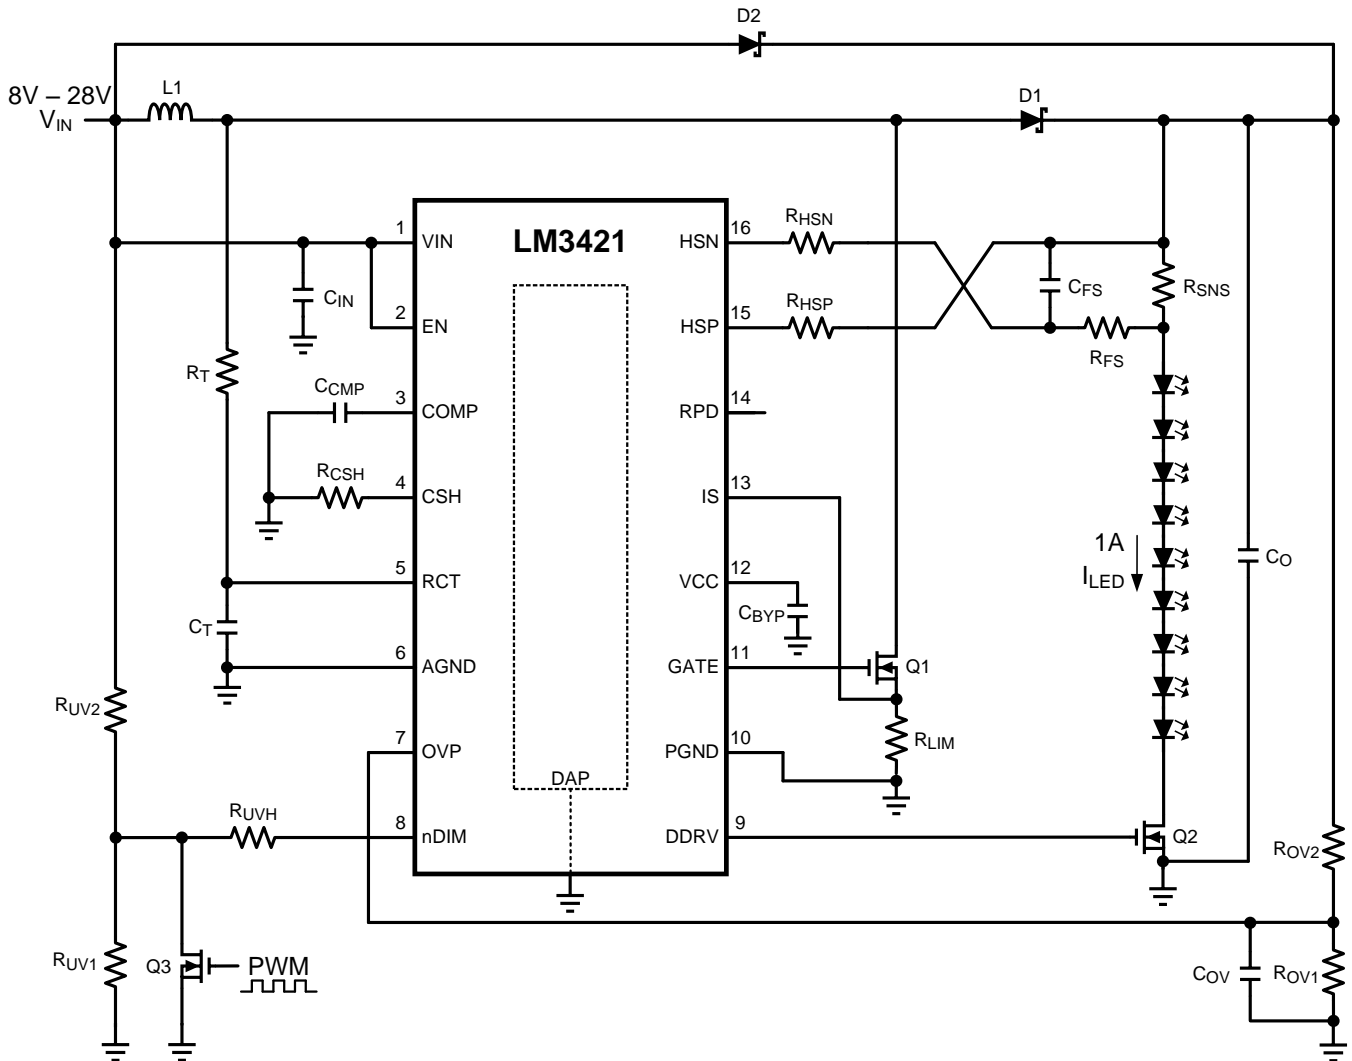 D2
8V – 28V
VIN
L1
D1
LM3421
1
VIN
2
EN
3
COMP
4
CSH
5
RCT
6
AGND
7
OVP
8
nDIM
16
HSN
15
HSP
14
RPD
13
IS
12
VCC
11
GATE
10
PGND
9
DDRV
DAP
CIN
RT
CCMP
RCSH
CT
RUV2
RUVH
RUV1
Q3
PWM
RHSN
RHSP
CFS
RSNS
RFS
CBYP
Q1
RLIM
1A
ILED
CO
Q2
ROV2
COV
ROV1